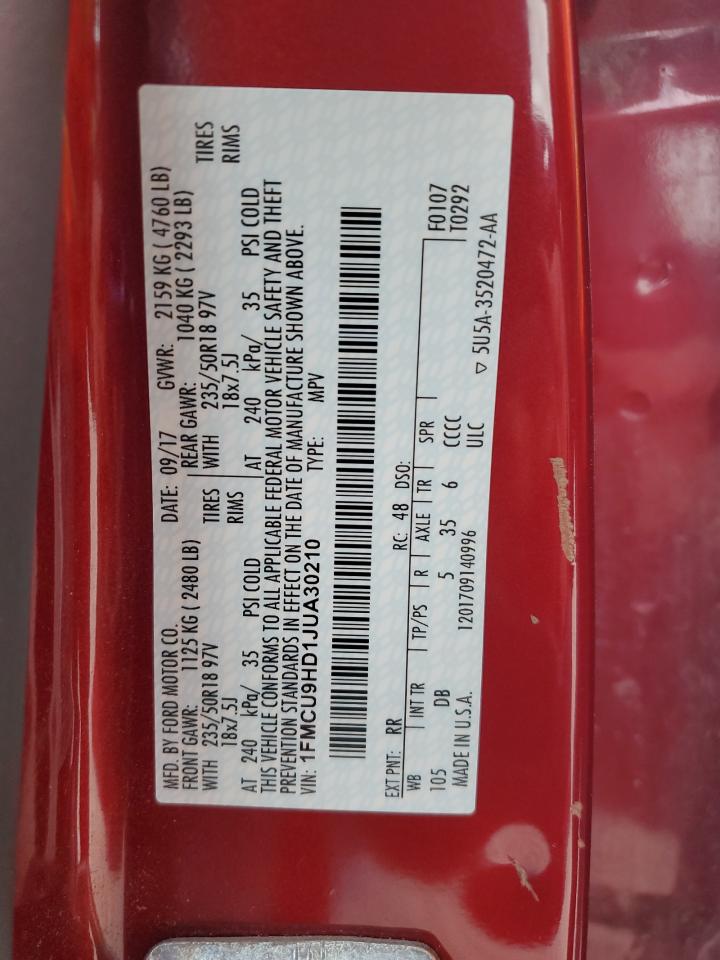 MFD. BY FORD MOTOR CO.
DATE: 09/17 GVWR: 2159 KG ( 4760 LB)
FRONT GAWR: 1125 KG ( 2480 LB) REAR GAWR: 1040 KG ( 2293 LB)
WITH 235/50R18 97V TIRES WITH 235/50R18 97V TIRES
18x7.5J RIMS 18x7.5J RIMS
AT 240 kPa/ 35 PSI COLD AT 240 kPa/ 35 PSI COLD
THIS VEHICLE CONFORMS TO ALL APPLICABLE FEDERAL MOTOR VEHICLE SAFETY AND THEFT
PREVENTION STANDARDS IN EFFECT ON THE DATE OF MANUFACTURE SHOWN ABOVE.
VIN: 1FMCU9HD1JUA30210 TYPE: MPV
EXT PNT: RR RC: 48 DSO: F0107
WB INT TR TP/PS R AXLE TR SPR T0292
105 DB 5 35 6 CCCC
MADE IN U.S.A. 1201709140996 ULC ▽ 5U5A-3520472-AA